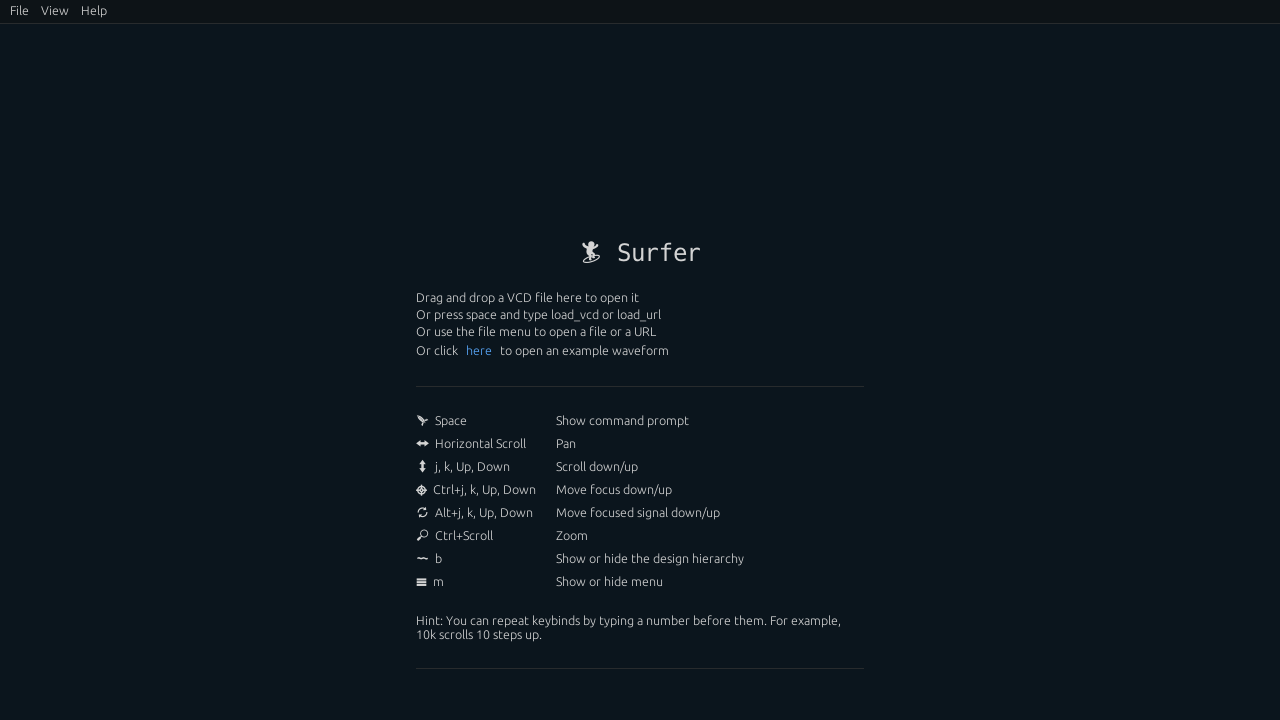 File View Help
Surfer
Drag and drop a VCD file here to open it
Or press space and type load_vcd or load_url
Or use the file menu to open a file or a URL
Or click here to open an example waveform
Space Show command prompt
Horizontal Scroll Pan
j, k, Up, Down Scroll down/up
Ctrl+j, k, Up, Down Move focus down/up
Alt+j, k, Up, Down Move focused signal down/up
Ctrl+Scroll Zoom
b Show or hide the design hierarchy
m Show or hide menu
Hint: You can repeat keybinds by typing a number before them. For example,
10k scrolls 10 steps up.